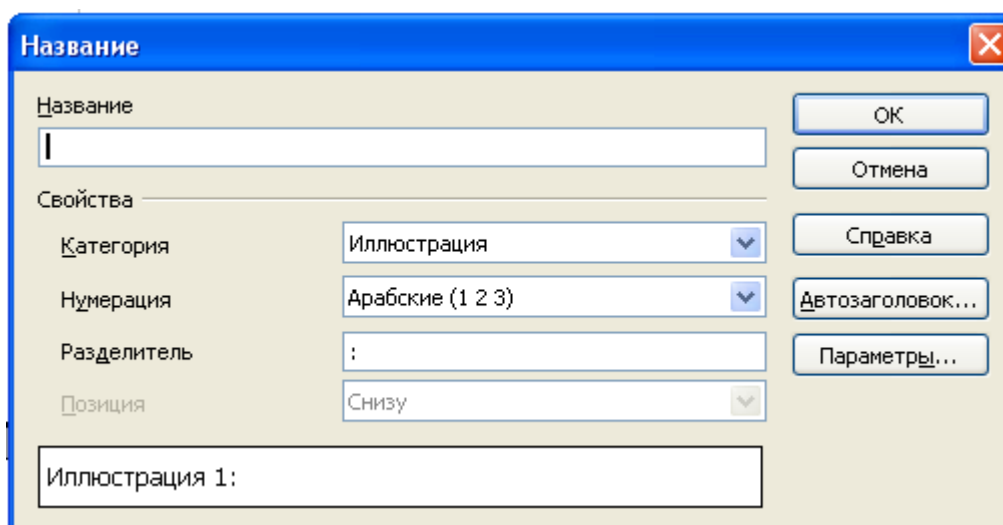 Название
Название
ОК
Отмена
Свойства
Категория
Иллюстрация
Справка
Нумерация
Арабские (1 2 3)
Автозаголовок...
Разделитель
:
Параметры...
Позиция
Снизу
Иллюстрация 1: